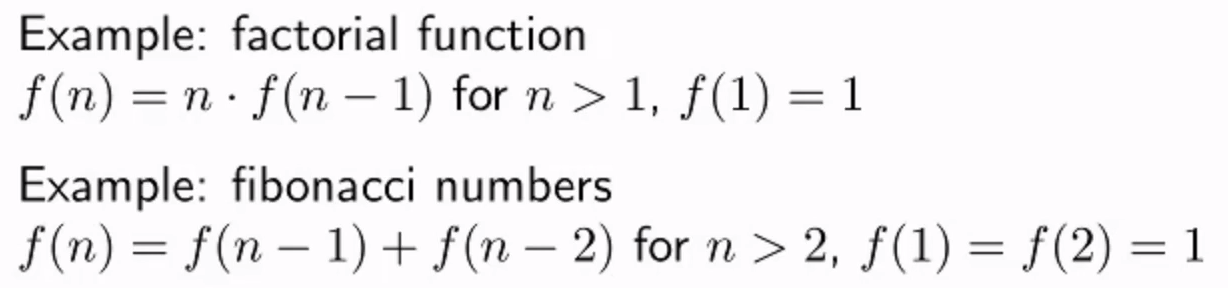 Example: factorial function
f(n) = n · f(n − 1) for n > 1, f(1) = 1
Example: fibonacci numbers
f(n) = f(n − 1) + f(n − 2) for n > 2, f(1) = f(2) = 1